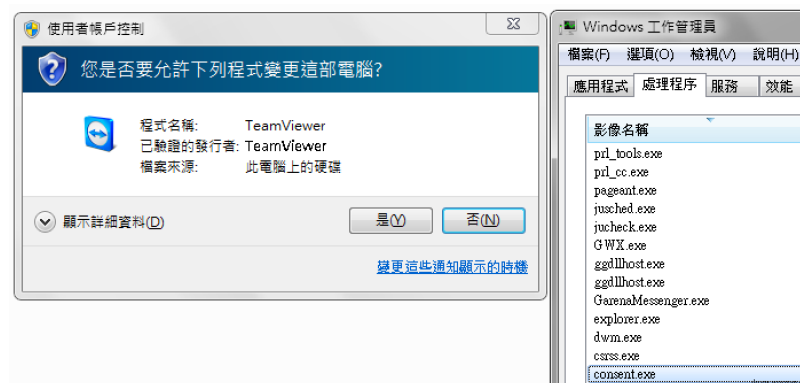 使用者帳戶控制
您是否要允許下列程式變更這部電腦?
程式名稱: TeamViewer
已驗證的發行者: TeamViewer
檔案來源: 此電腦上的硬碟
顯示詳細資料(D)
是(Y)
否(N)
變更這些通知顯示的時機
Windows 工作管理員
檔案(F) 選項(O) 檢視(V) 說明(H)
應用程式 處理程序 服務 效能
影像名稱
prl_tools.exe
prl_cc.exe
pageant.exe
jusched.exe
jucheck.exe
GWX.exe
ggdllhost.exe
ggdllhost.exe
GarenaMessenger.exe
explorer.exe
dwm.exe
csrss.exe
consent.exe